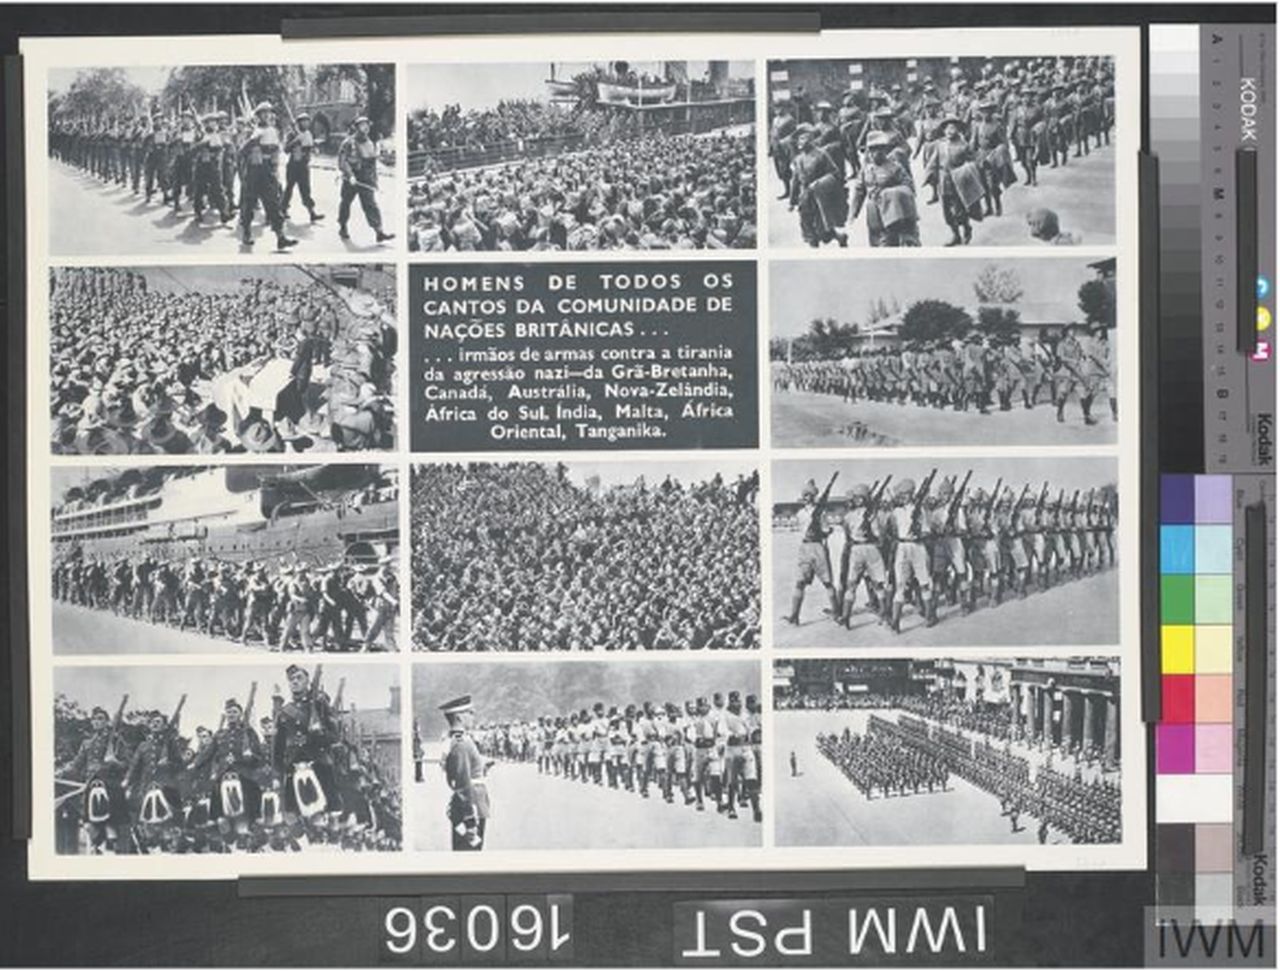 HOMENS DE TODOS OS
CANTOS DA COMUNIDADE DE
NAÇÕES BRITÂNICAS . . .
. . . irmãos de armas contra a tirania
da agressão nazi—da Grã-Bretanha,
Canadá, Austrália, Nova-Zelândia,
África do Sul, Índia, Malta, África
Oriental, Tanganika.
KODAK
Kodak
Kodak
IWM PST
16036
IWM